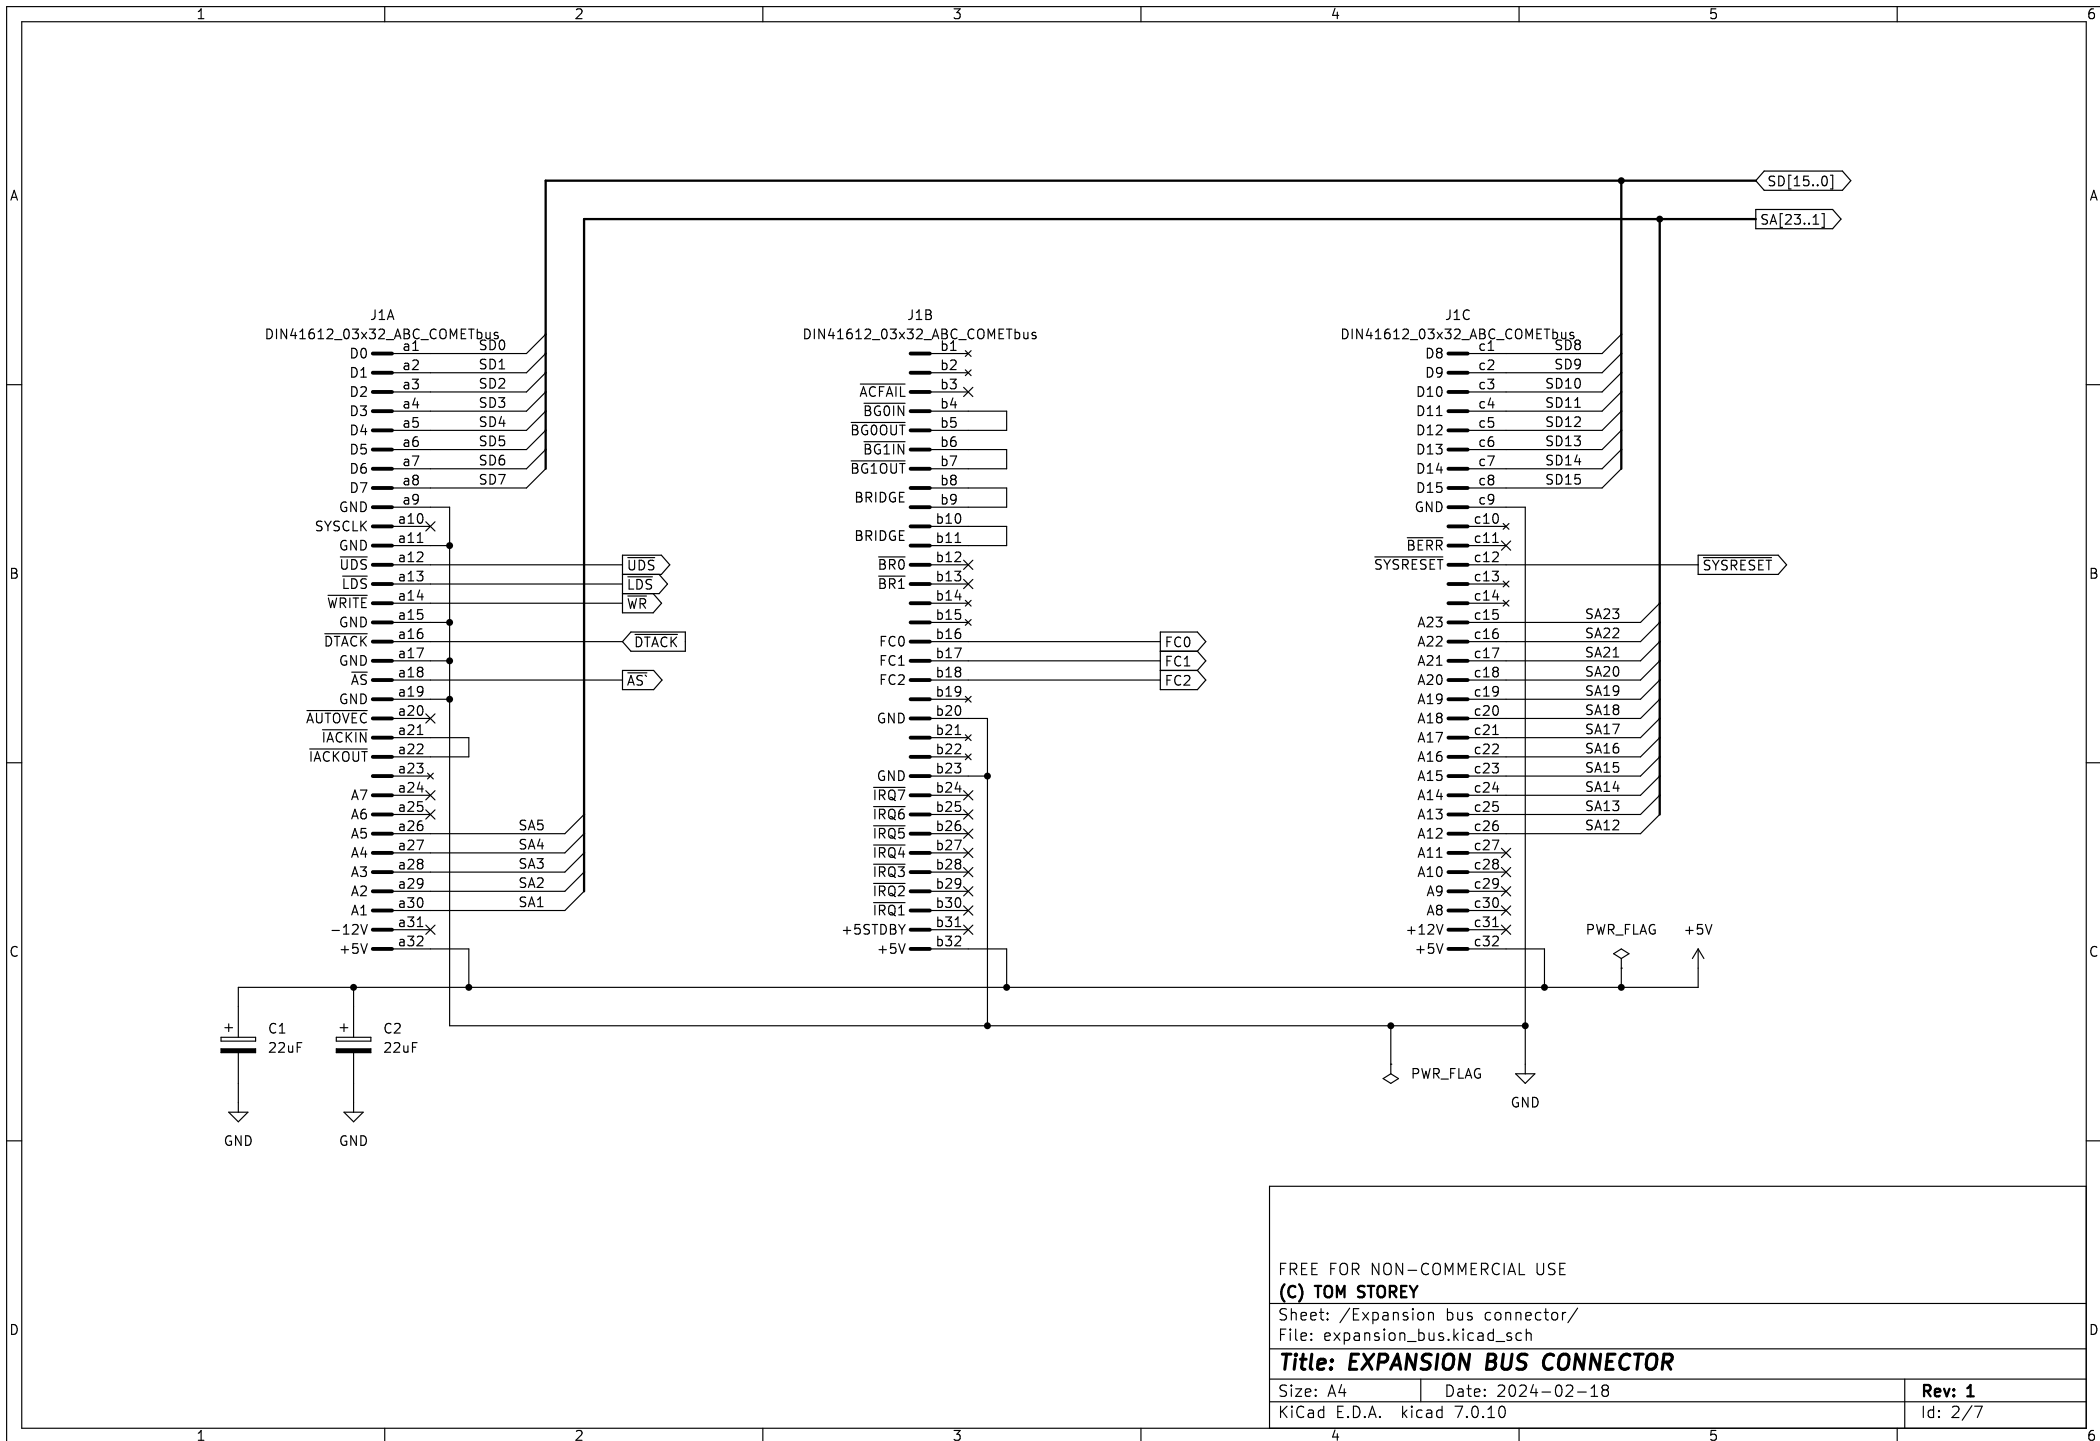 1 2 3 4 5 6
A A
B B
C C
D D
SD[15..0]
SA[23..1]
J1A
DIN41612_03x32_ABC_COMETbus
D0 a1 SD0
D1 a2 SD1
D2 a3 SD2
D3 a4 SD3
D4 a5 SD4
D5 a6 SD5
D6 a7 SD6
D7 a8 SD7
GND a9
SYSCLK a10
GND a11
UDS a12 UDS
LDS a13 LDS
WRITE a14 WR
GND a15
DTACK a16 DTACK
GND a17
AS a18 AS`
GND a19
AUTOVEC a20
IACKIN a21
IACKOUT a22
a23
A7 a24
A6 a25
A5 a26 SA5
A4 a27 SA4
A3 a28 SA3
A2 a29 SA2
A1 a30 SA1
-12V a31
+5V a32
J1B
DIN41612_03x32_ABC_COMETbus
b1
b2
ACFAIL b3
BG0IN b4
BG0OUT b5
BG1IN b6
BG1OUT b7
b8
BRIDGE
b9
b10
BRIDGE
b11
BR0 b12
BR1 b13
b14
b15
FC0 b16 FC0
FC1 b17 FC1
FC2 b18 FC2
b19
GND b20
b21
b22
GND b23
IRQ7 b24
IRQ6 b25
IRQ5 b26
IRQ4 b27
IRQ3 b28
IRQ2 b29
IRQ1 b30
+5STDBY b31
+5V b32
J1C
DIN41612_03x32_ABC_COMETbus
D8 c1 SD8
D9 c2 SD9
D10 c3 SD10
D11 c4 SD11
D12 c5 SD12
D13 c6 SD13
D14 c7 SD14
D15 c8 SD15
GND c9
c10
BERR c11
SYSRESET c12 SYSRESET
c13
c14
A23 c15 SA23
A22 c16 SA22
A21 c17 SA21
A20 c18 SA20
A19 c19 SA19
A18 c20 SA18
A17 c21 SA17
A16 c22 SA16
A15 c23 SA15
A14 c24 SA14
A13 c25 SA13
A12 c26 SA12
A11 c27
A10 c28
A9 c29
A8 c30
+12V c31
+5V c32
PWR_FLAG +5V
+ C1
22uF
GND
+ C2
22uF
GND
PWR_FLAG
GND
FREE FOR NON-COMMERCIAL USE
(C) TOM STOREY
Sheet: /Expansion bus connector/
File: expansion_bus.kicad_sch
Title: EXPANSION BUS CONNECTOR
Size: A4 Date: 2024-02-18 Rev: 1
KiCad E.D.A. kicad 7.0.10 Id: 2/7
1 2 3 4 5 6